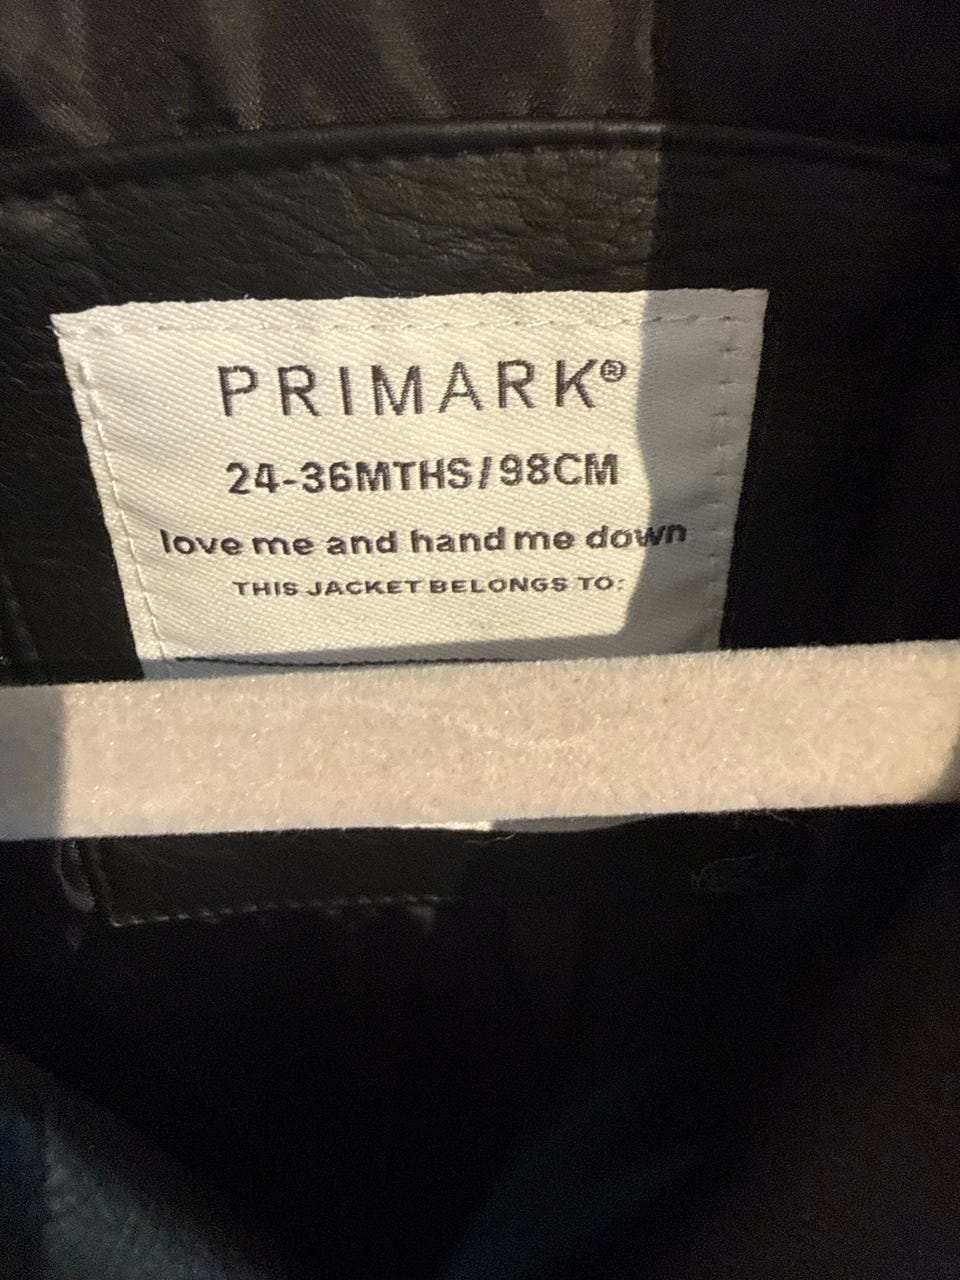 PRIMARK®
24-36MTHS/98CM
love me and hand me down
THIS JACKET BELONGS TO: